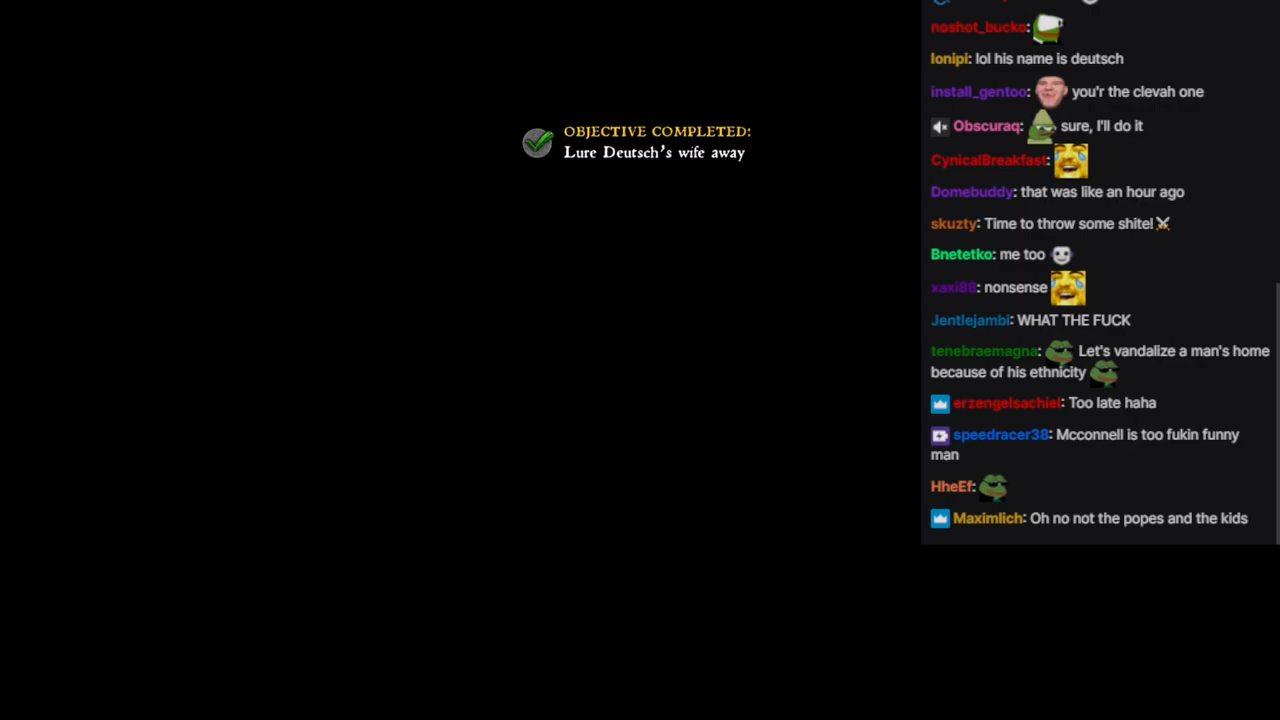 OBJECTIVE COMPLETED:
Lure Deutsch's wife away
noshot_bucko:
lonipi: lol his name is deutsch
install_gentoo: you'r the clevah one
Obscuraq: sure, I'll do it
CynicalBreakfast:
Domebuddy: that was like an hour ago
skuzty: Time to throw some shite!
Bnetetko: me too
xaxi88: nonsense
Jentlejambi: WHAT THE FUCK
tenebraemagna: Let's vandalize a man's home
because of his ethnicity
erzengelsachiel: Too late haha
speedracer38: Mcconnell is too fukin funny
man
HheEf:
Maximlich: Oh no not the popes and the kids